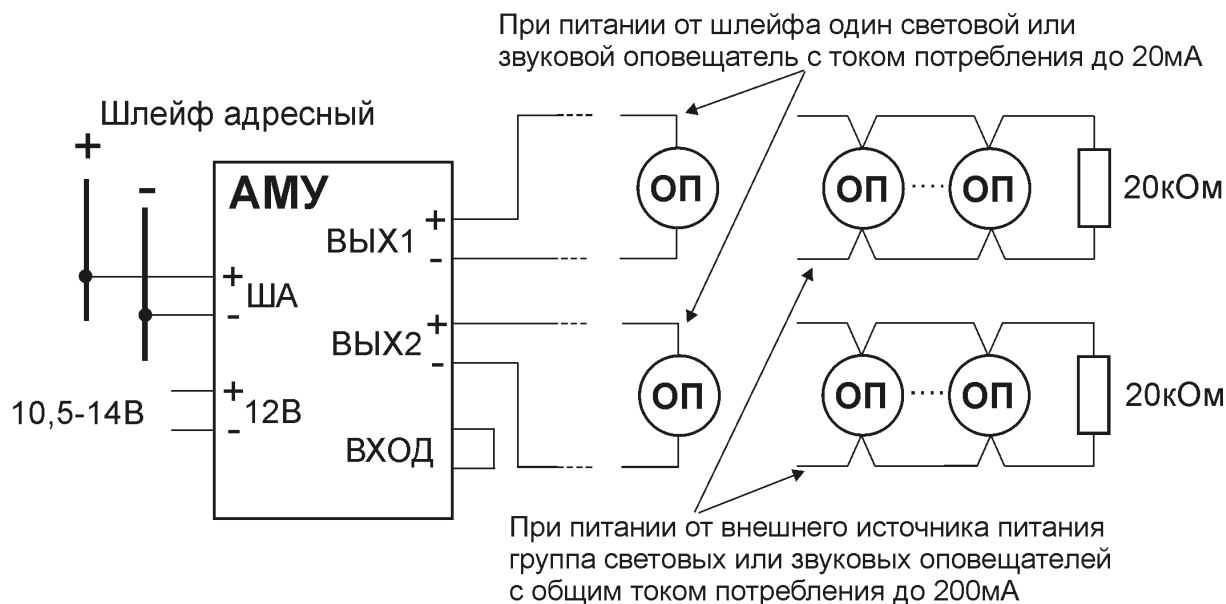 При питании от шлейфа один световой или
звуковой оповещатель с током потребления до 20мА
Шлейф адресный
+
-
АМУ
+
ВЫХ1
-
+
ША
-
+
ВЫХ2
-
10,5-14В
+
12В
-
ВХОД
ОП
ОП
ОП
20кОм
ОП
ОП
ОП
20кОм
При питании от внешнего источника питания
группа световых или звуковых оповещателей
с общим током потребления до 200мА